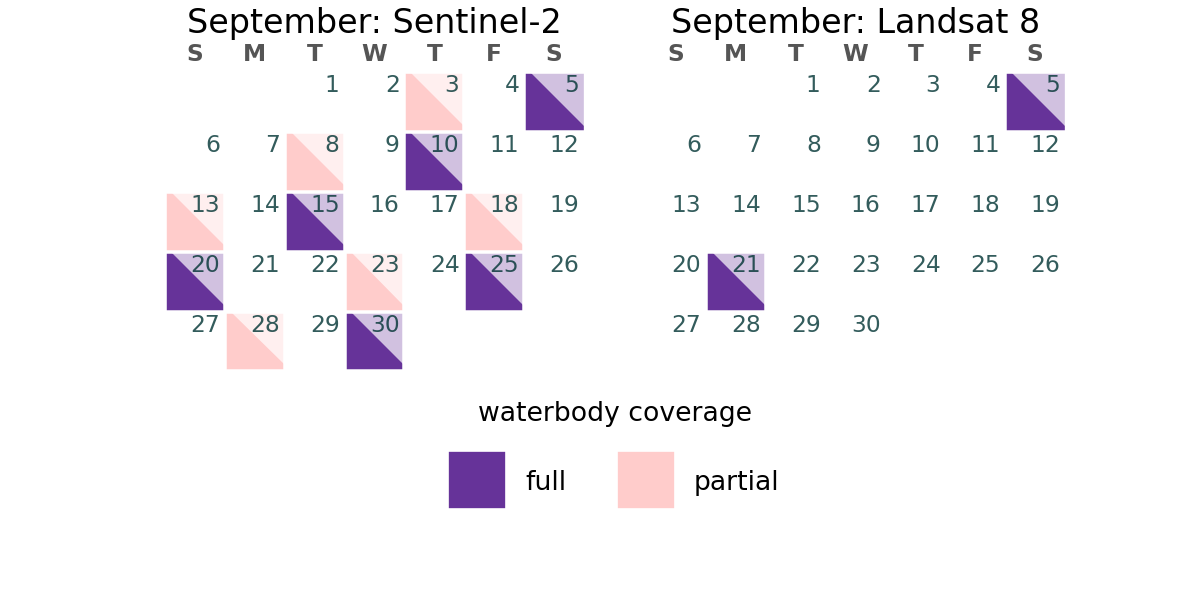 September: Sentinel-2
S M T W T F S
1 2 3 4 5
6 7 8 9 10 11 12
13 14 15 16 17 18 19
20 21 22 23 24 25 26
27 28 29 30
September: Landsat 8
S M T W T F S
1 2 3 4 5
6 7 8 9 10 11 12
13 14 15 16 17 18 19
20 21 22 23 24 25 26
27 28 29 30
waterbody coverage
full partial